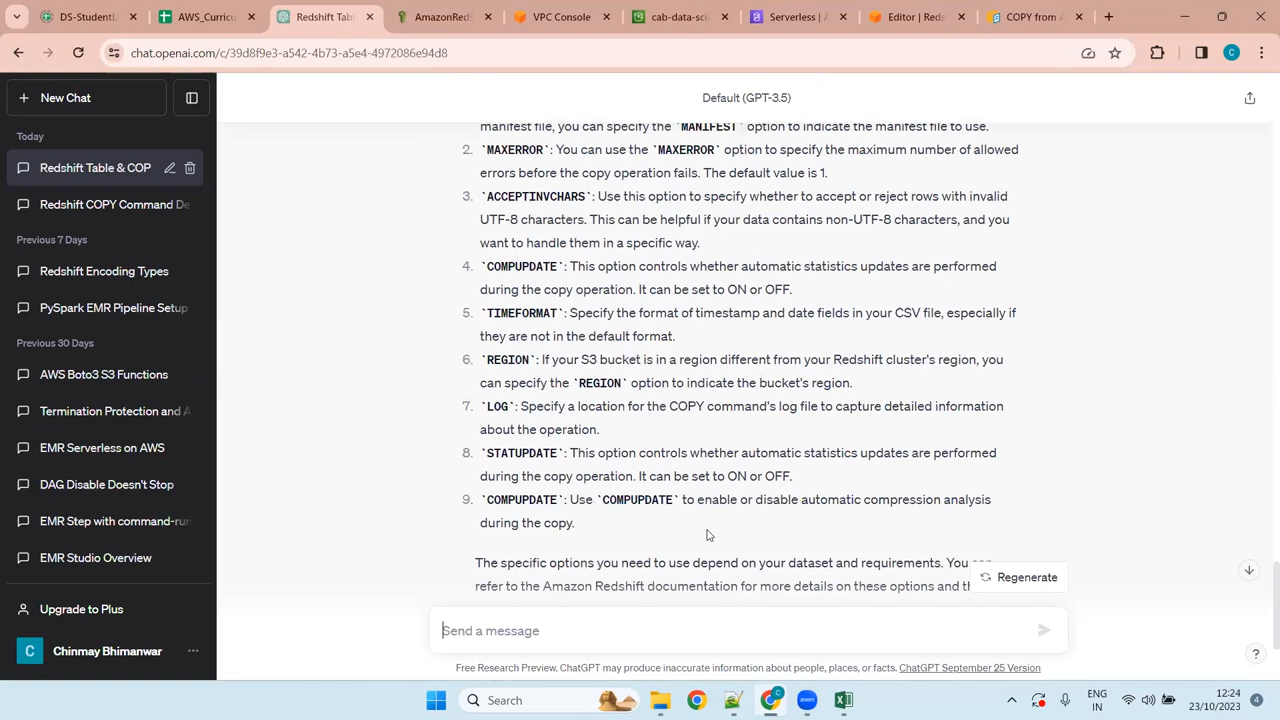 DS-StudentLi
AWS_Curricu
Redshift Tabl
AmazonReds
VPC Console
cab-data-sci
Serverless | A
Editor | Reds
COPY from A
chat.openai.com/c/39d8f9e3-a542-4b73-a5e4-4972086e94d8
C
New Chat
Default (GPT-3.5)
Today
Redshift Table & COP
Redshift COPY Command De
Previous 7 Days
Redshift Encoding Types
PySpark EMR Pipeline Setup
Previous 30 Days
AWS Boto3 S3 Functions
Termination Protection and A
EMR Serverless on AWS
DAG Disable Doesn't Stop
EMR Step with command-run
EMR Studio Overview
Upgrade to Plus
C
Chinmay Bhimanwar
manifest file, you can specify the `MANIFEST` option to indicate the manifest file to use.
2. `MAXERROR`: You can use the `MAXERROR` option to specify the maximum number of allowed
errors before the copy operation fails. The default value is 1.
3. `ACCEPTINVCHARS`: Use this option to specify whether to accept or reject rows with invalid
UTF-8 characters. This can be helpful if your data contains non-UTF-8 characters, and you
want to handle them in a specific way.
4. `COMPUPDATE`: This option controls whether automatic statistics updates are performed
during the copy operation. It can be set to ON or OFF.
5. `TIMEFORMAT`: Specify the format of timestamp and date fields in your CSV file, especially if
they are not in the default format.
6. `REGION`: If your S3 bucket is in a region different from your Redshift cluster's region, you
can specify the `REGION` option to indicate the bucket's region.
7. `LOG`: Specify a location for the COPY command's log file to capture detailed information
about the operation.
8. `STATUPDATE`: This option controls whether automatic statistics updates are performed
during the copy operation. It can be set to ON or OFF.
9. `COMPUPDATE`: Use `COMPUPDATE` to enable or disable automatic compression analysis
during the copy.
The specific options you need to use depend on your dataset and requirements. You can
refer to the Amazon Redshift documentation for more details on these options and th
Regenerate
Send a message
Free Research Preview. ChatGPT may produce inaccurate information about people, places, or facts. ChatGPT September 25 Version
?
Search
zoom
ENG
IN
12:24
23/10/2023
4